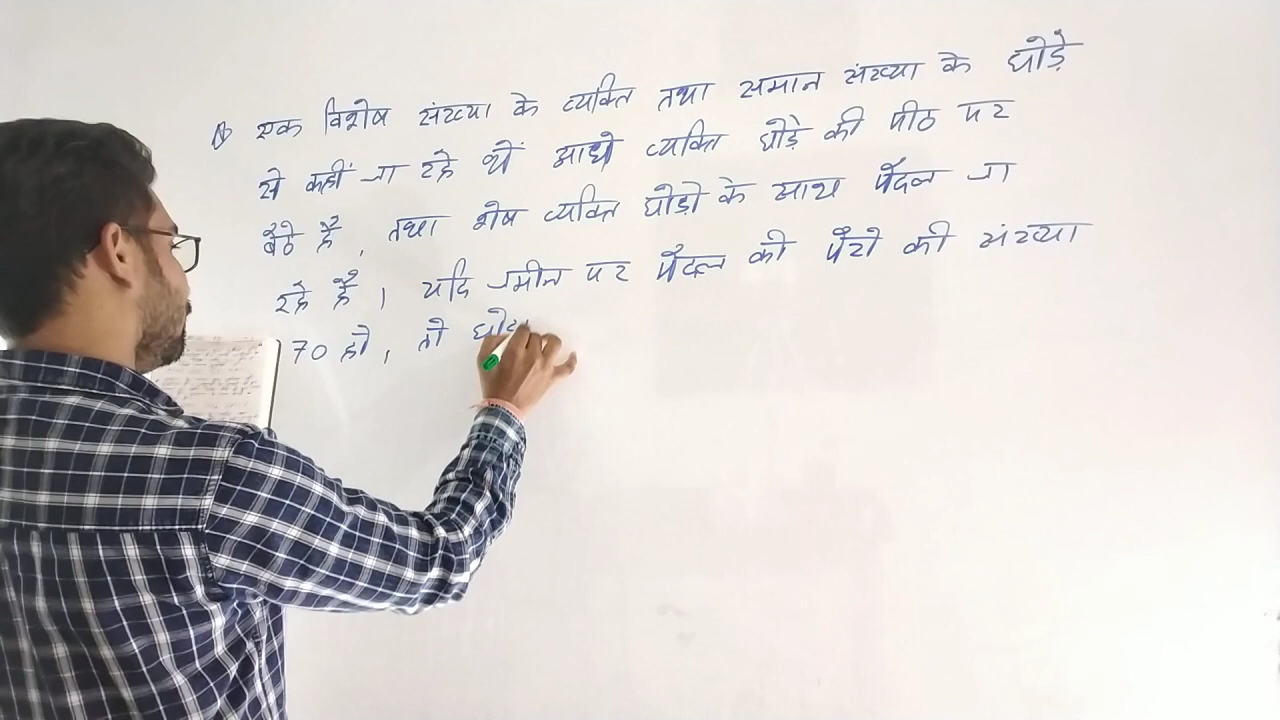 एक विशेष संख्या के व्यक्ति तथा समान संख्या के घोड़े
से कहीं जा रहे थें आधे व्यक्ति घोड़े की पीठ पर
बैठे हैं, तथा शेष व्यक्ति घोड़ो के साथ पैदल जा
रहे हैं। यदि जमीन पर पैदल की पैरो की संख्या
70 हो, तो